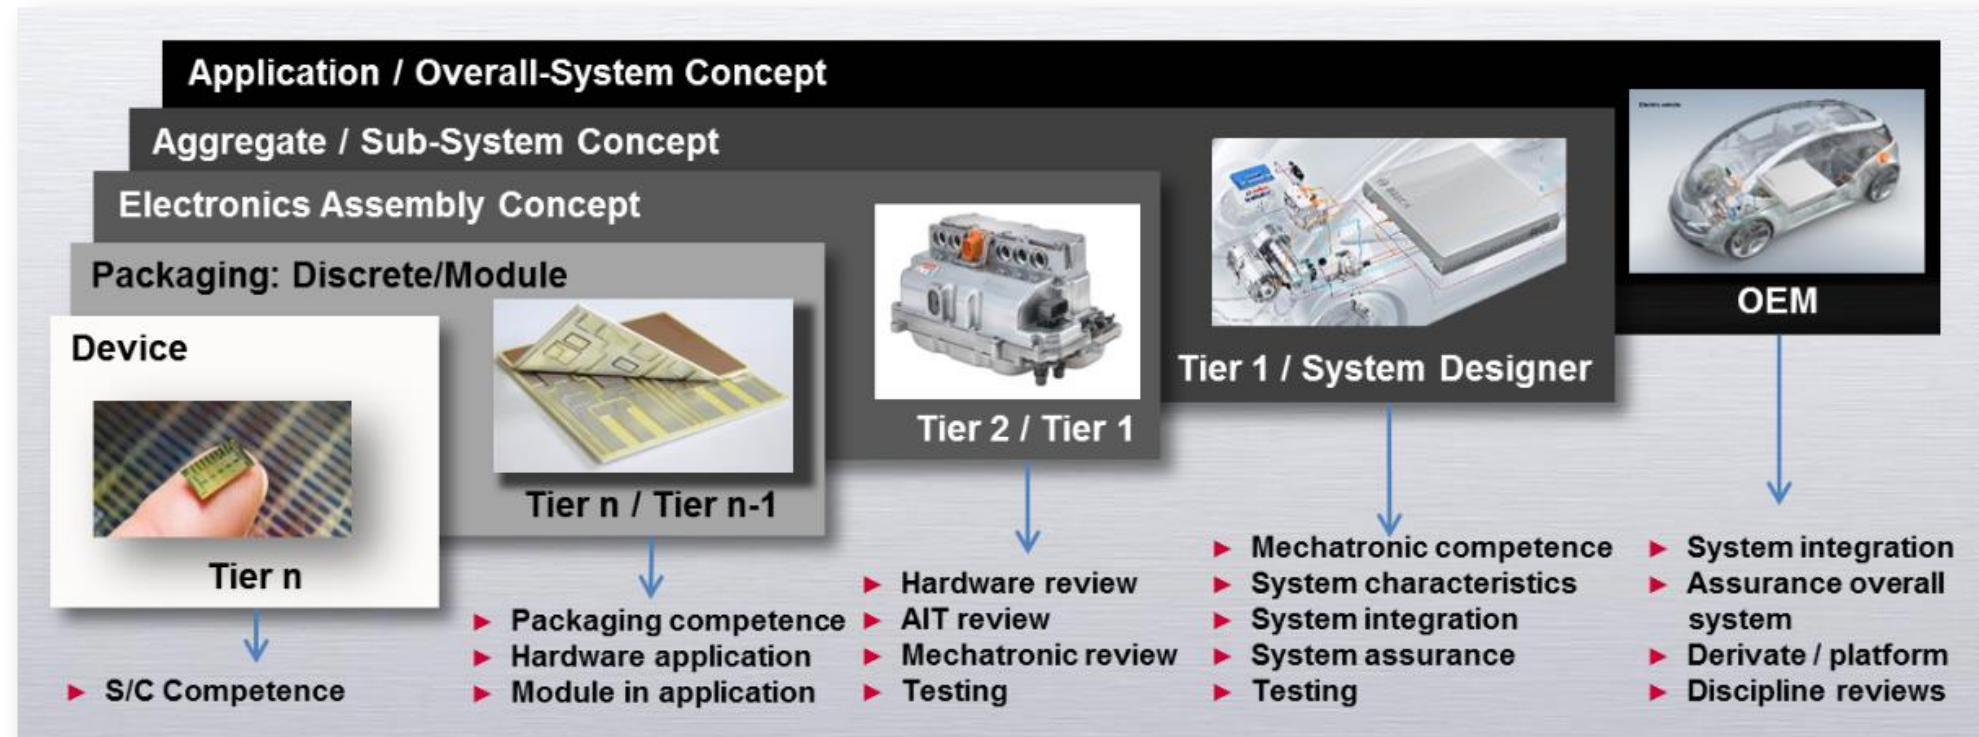 Application / Overall-System Concept
Aggregate / Sub-System Concept
Electronics Assembly Concept
Packaging: Discrete/Module
Device
Tier n
Tier n / Tier n-1
Tier 2 / Tier 1
Tier 1 / System Designer
OEM
► S/C Competence
► Packaging competence
► Hardware application
► Module in application
► Hardware review
► AIT review
► Mechatronic review
► Testing
► Mechatronic competence
► System characteristics
► System integration
► System assurance
► Testing
► System integration
► Assurance overall
system
► Derivate / platform
► Discipline reviews